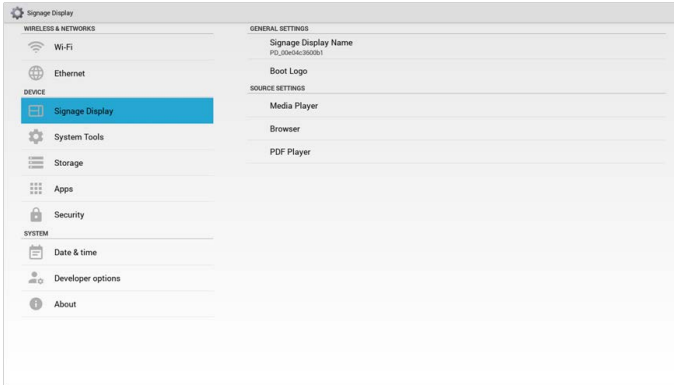 Signage Display
WIRELESS & NETWORKS
Wi-Fi
Ethernet
DEVICE
Signage Display
System Tools
Storage
Apps
Security
SYSTEM
Date & time
Developer options
About
GENERAL SETTINGS
Signage Display Name
PD_00e04c3600b1
Boot Logo
SOURCE SETTINGS
Media Player
Browser
PDF Player